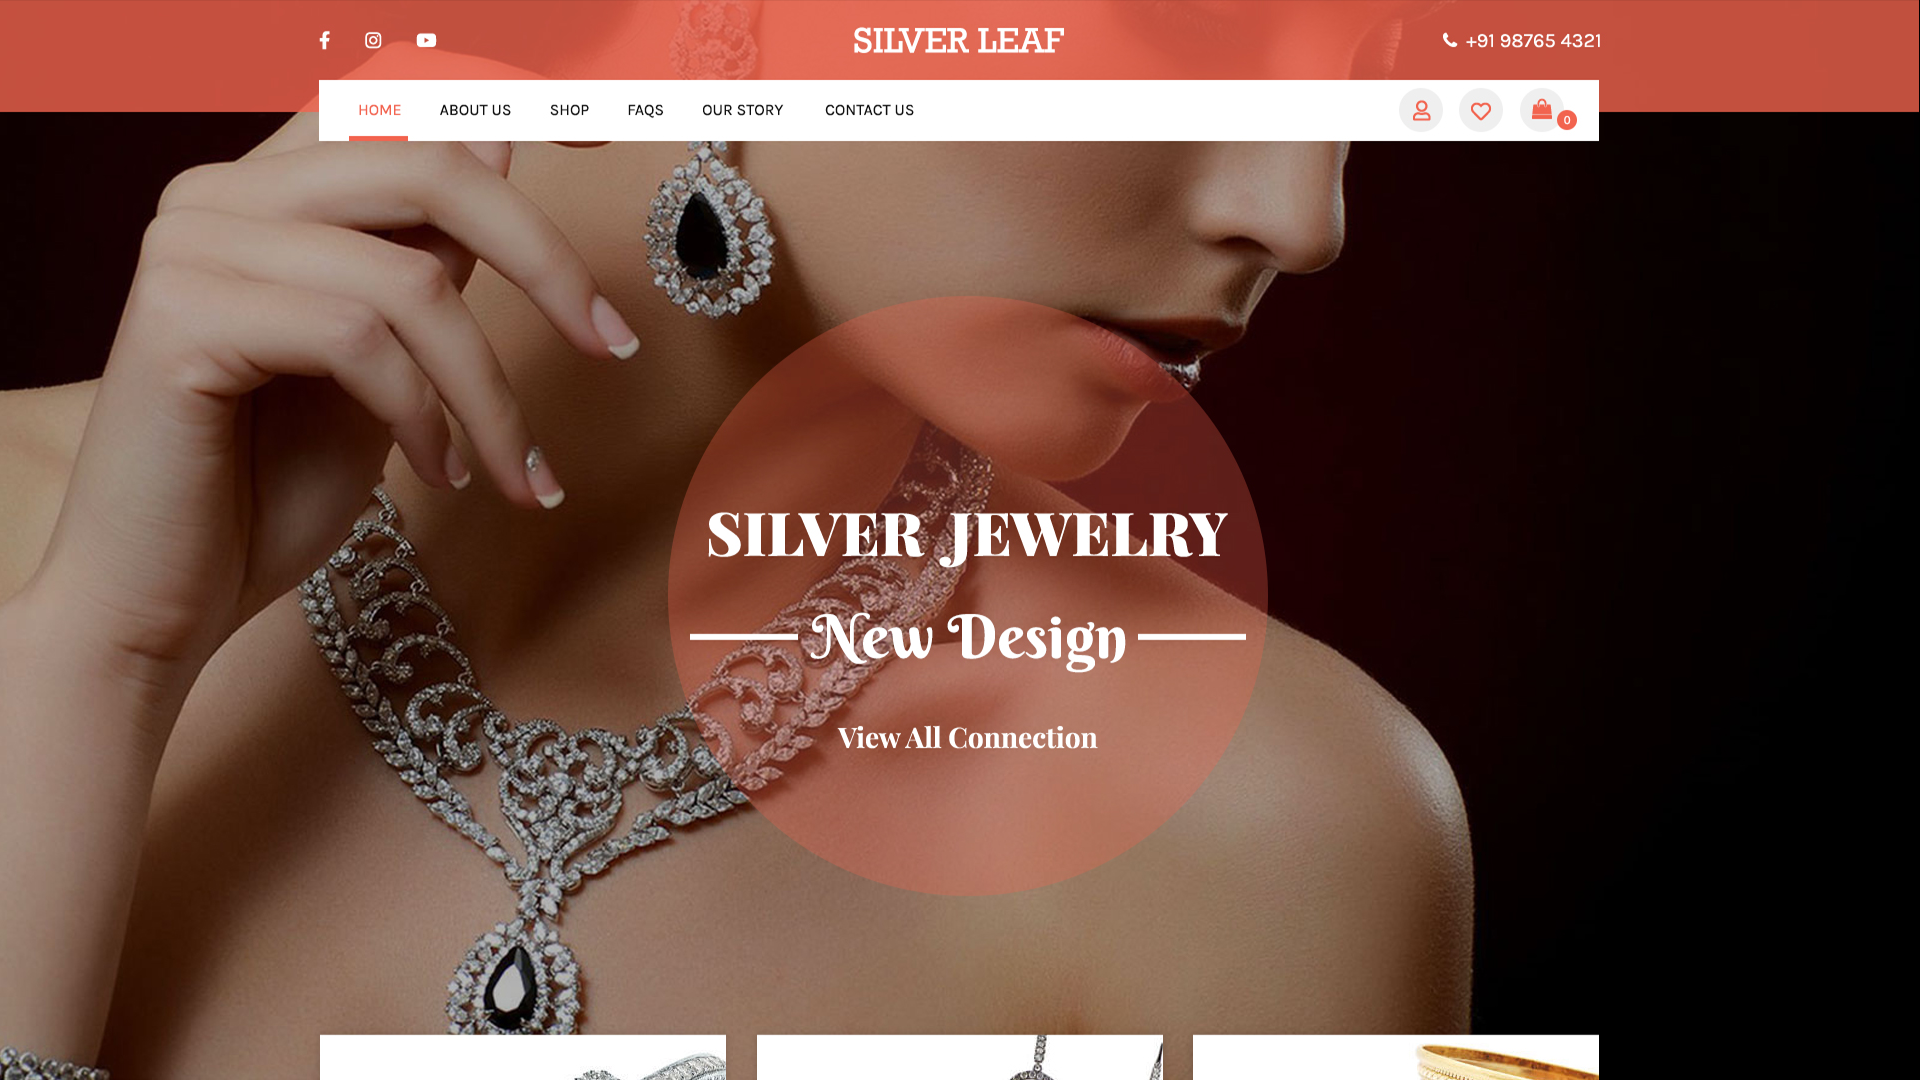 SILVER LEAF
+91 98765 4321
HOME ABOUT US SHOP FAQS OUR STORY CONTACT US
0
SILVER JEWELRY
New Design
View All Connection